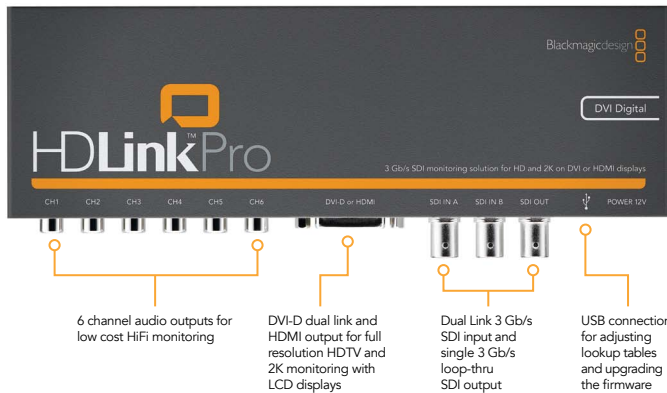 Blackmagicdesign
DVI Digital
HDLink™Pro
3 Gb/s SDI monitoring solution for HD and 2K on DVI or HDMI displays
CH1 CH2 CH3 CH4 CH5 CH6 DVI-D or HDMI SDI IN A SDI IN B SDI OUT POWER 12V
6 channel audio outputs for
low cost HiFi monitoring
DVI-D dual link and
HDMI output for full
resolution HDTV and
2K monitoring with
LCD displays
Dual Link 3 Gb/s
SDI input and
single 3 Gb/s
loop-thru
SDI output
USB connection
for adjusting
lookup tables
and upgrading
the firmware